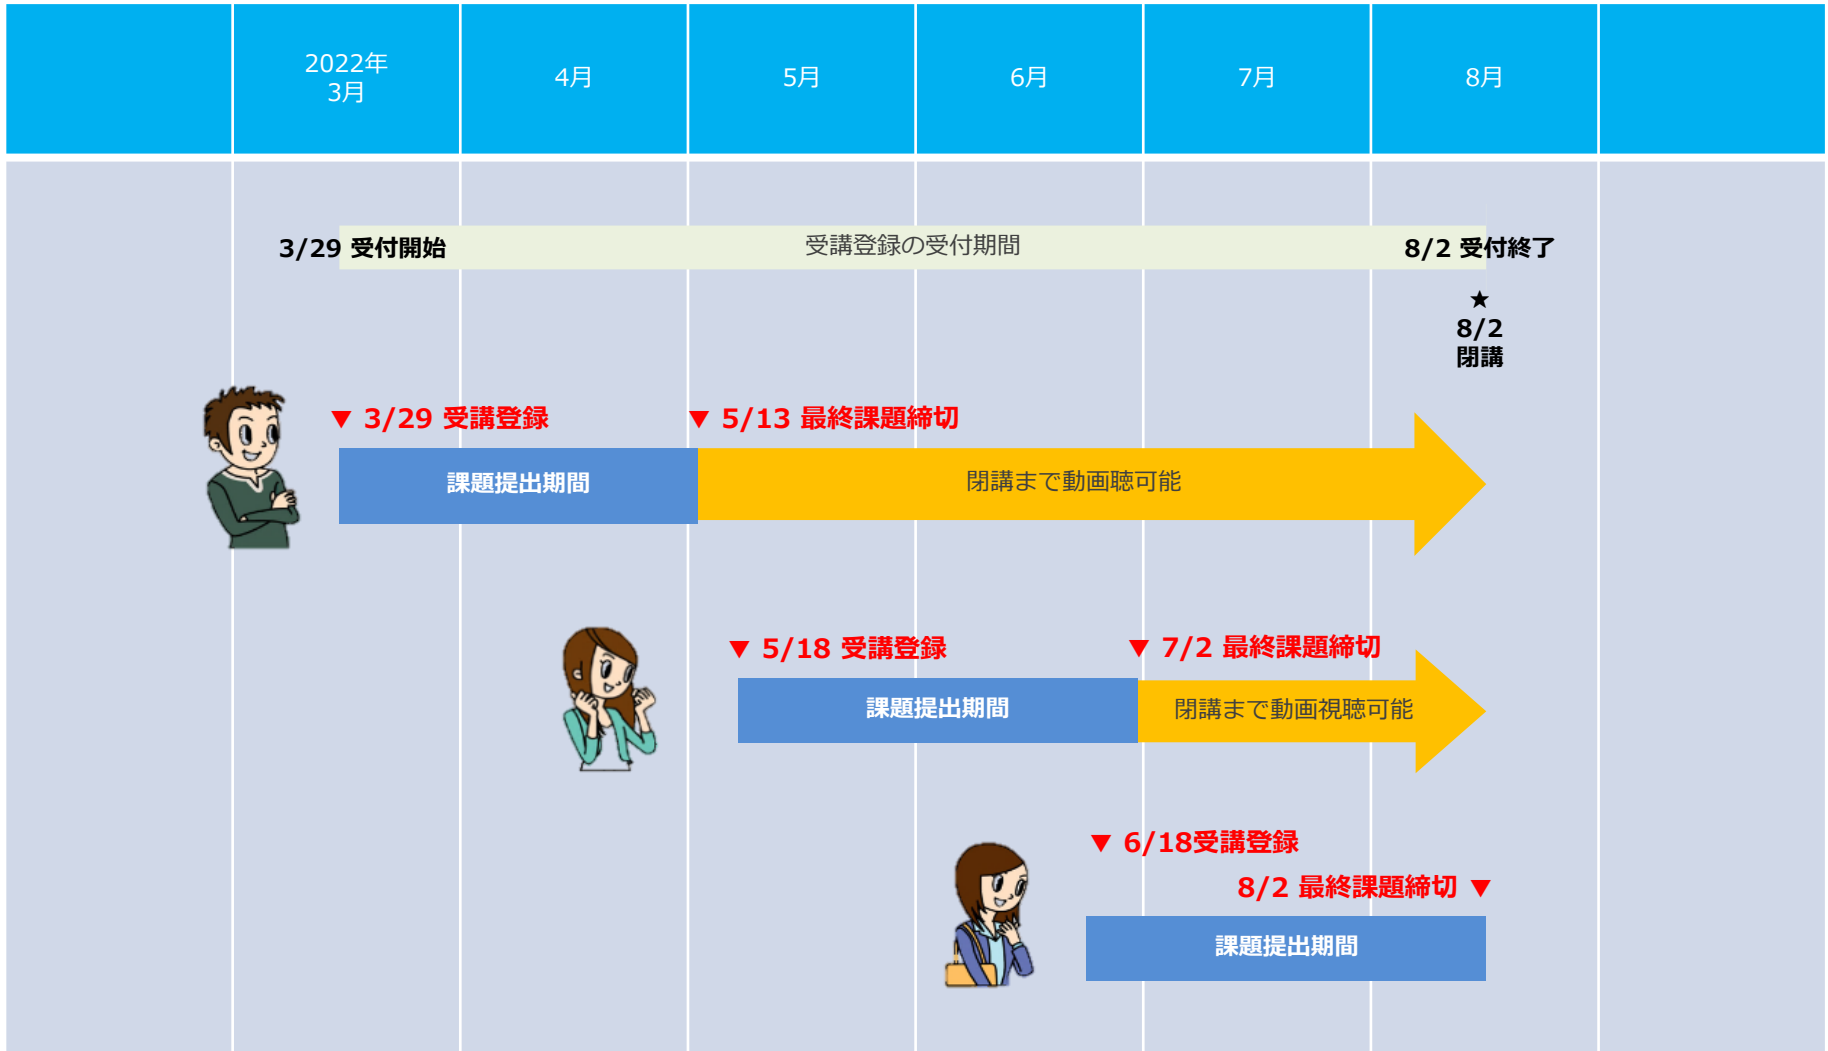 2022年
3月
4月
5月
6月
7月
8月
3/29 受付開始
受講登録の受付期間
8/2 受付終了
★
8/2
閉講
▼ 3/29 受講登録
▼ 5/13 最終課題締切
課題提出期間
閉講まで動画聴可能
▼ 5/18 受講登録
▼ 7/2 最終課題締切
課題提出期間
閉講まで動画視聴可能
▼ 6/18受講登録
8/2 最終課題締切 ▼
課題提出期間